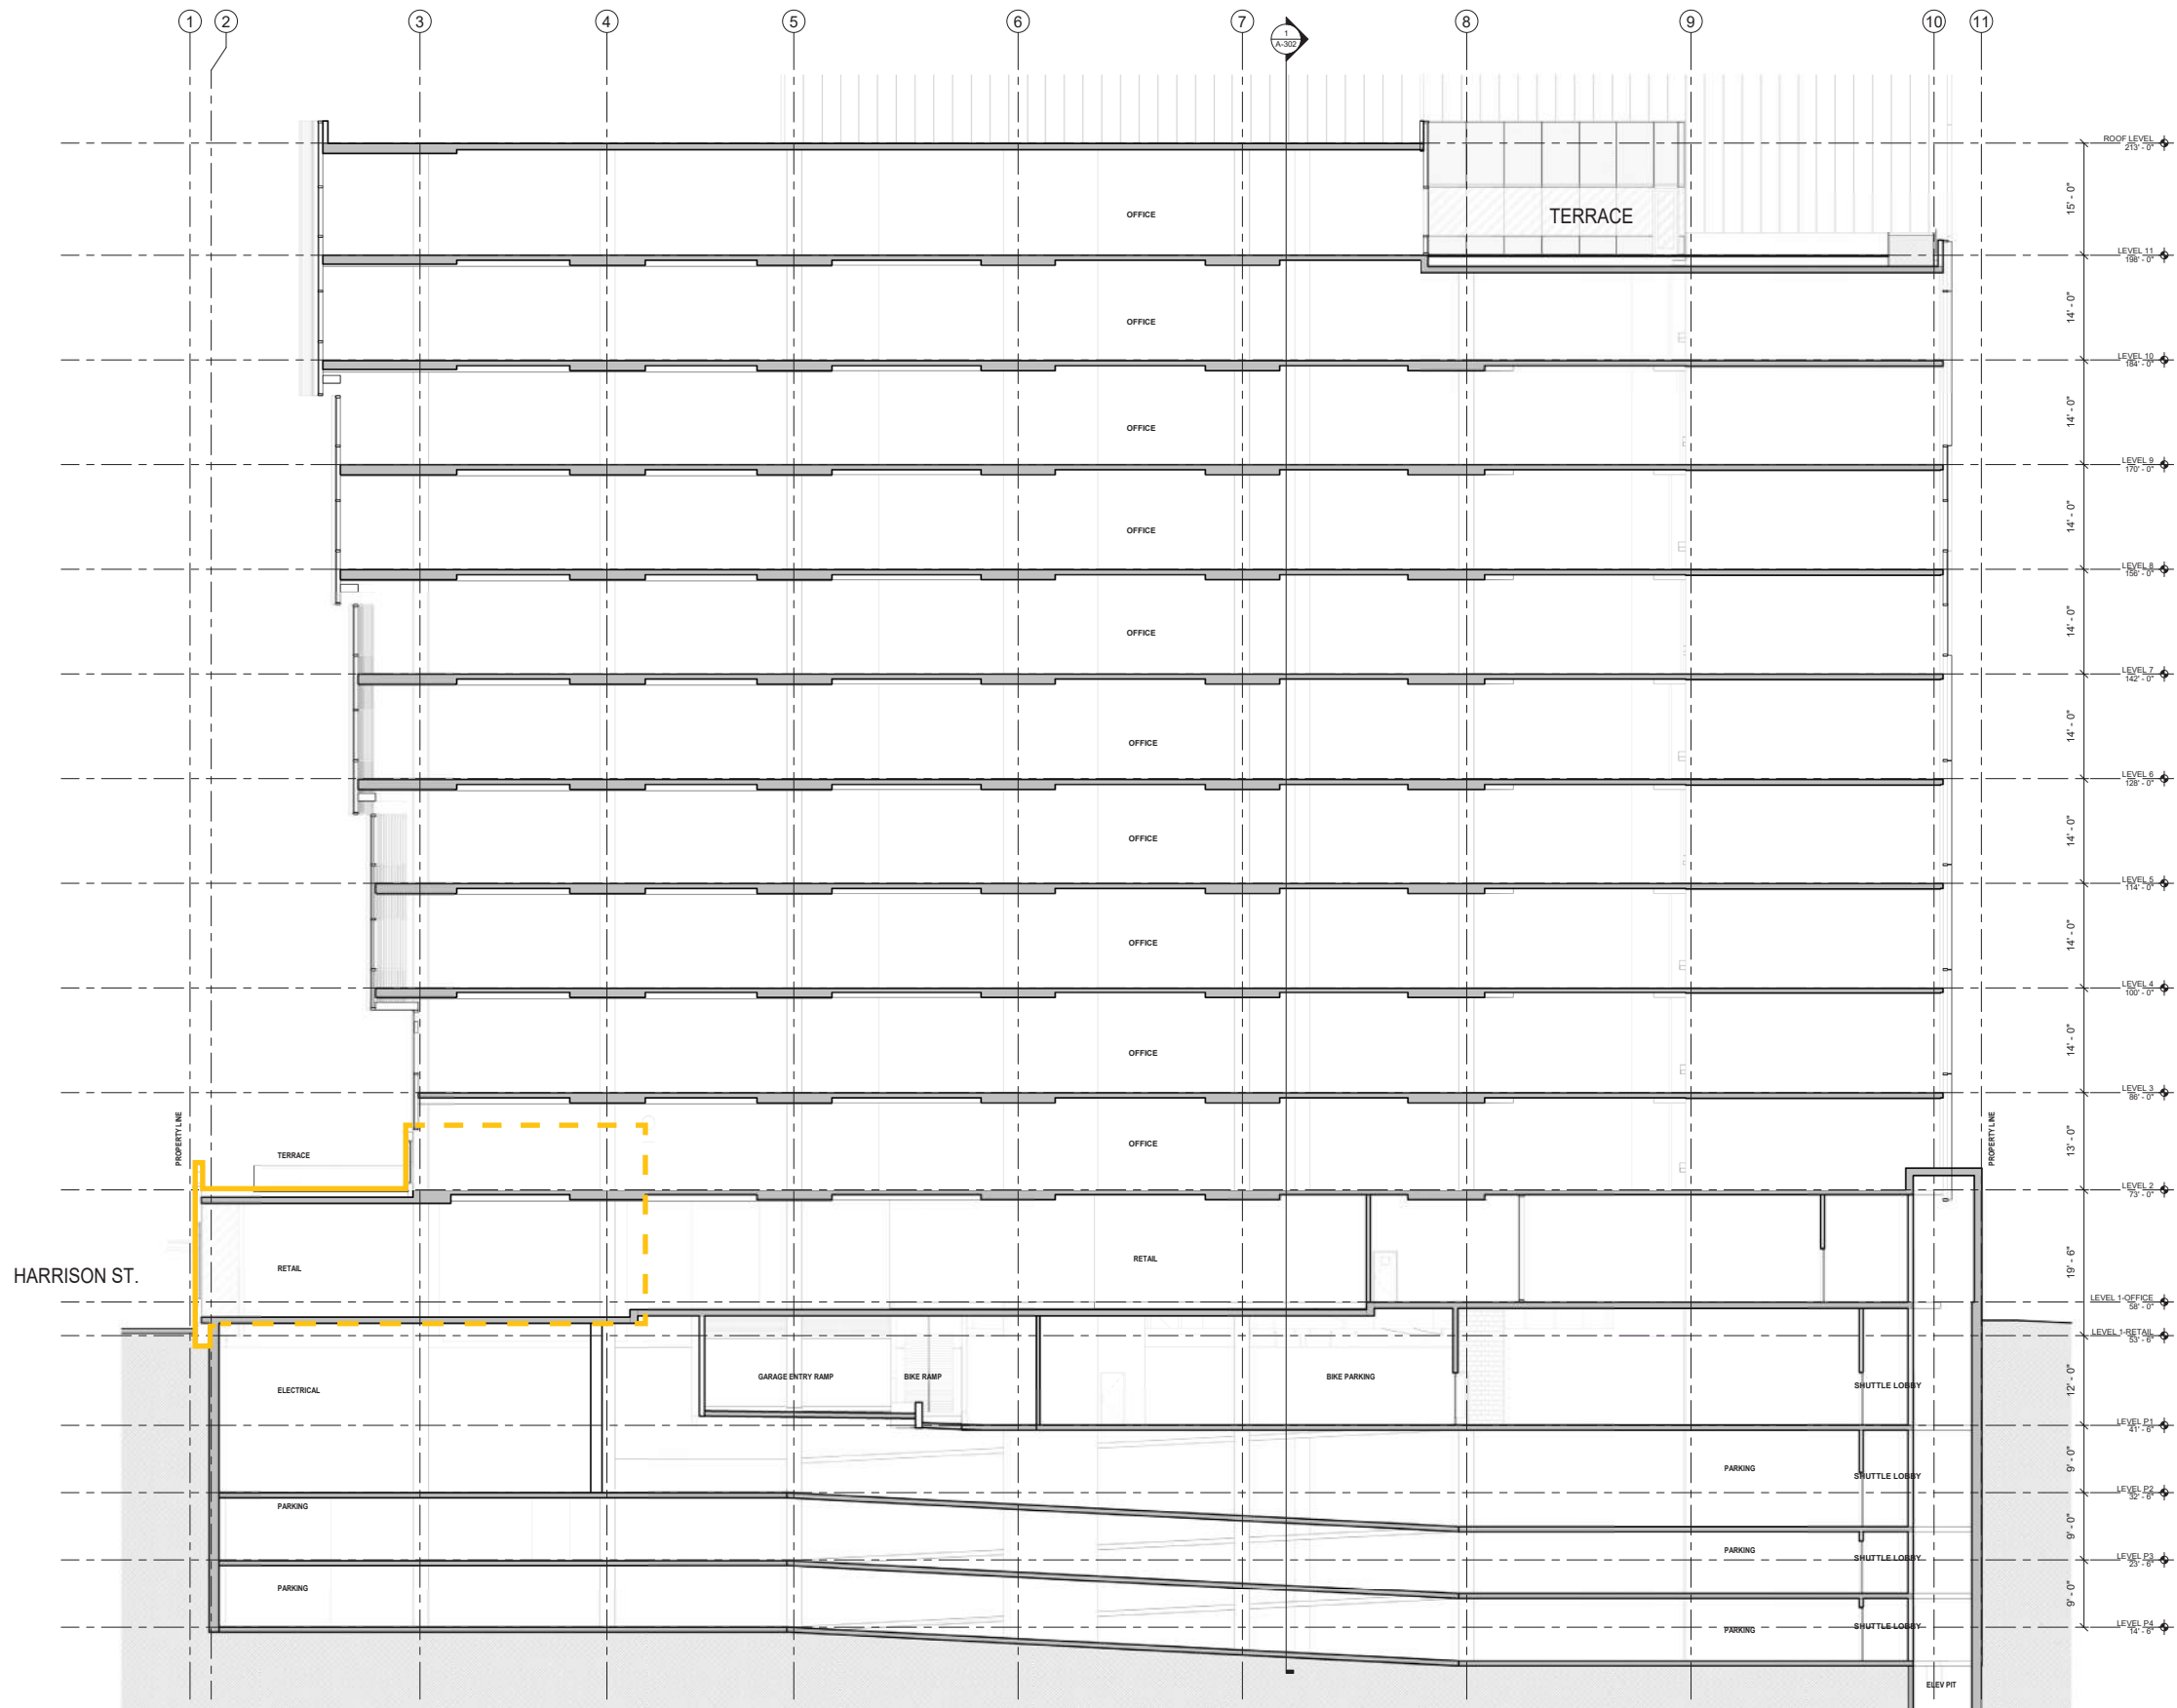 1 2 3 4 5 6 7 8 9 10 11
1
A-302
ROOF LEVEL
213' - 0"
15' - 0"
OFFICE
TERRACE
LEVEL 11
198' - 0"
14' - 0"
OFFICE
LEVEL 10
184' - 0"
14' - 0"
OFFICE
LEVEL 9
170' - 0"
14' - 0"
OFFICE
LEVEL 8
156' - 0"
14' - 0"
OFFICE
LEVEL 7
142' - 0"
14' - 0"
OFFICE
LEVEL 6
128' - 0"
14' - 0"
OFFICE
LEVEL 5
114' - 0"
14' - 0"
OFFICE
LEVEL 4
100' - 0"
14' - 0"
OFFICE
LEVEL 3
86' - 0"
13' - 0"
PROPERTY LINE
TERRACE
OFFICE
PROPERTY LINE
LEVEL 2
73' - 0"
19' - 6"
HARRISON ST.
RETAIL
RETAIL
LEVEL 1-OFFICE
58' - 0"
LEVEL 1-RETAIL
53' - 6"
12' - 0"
ELECTRICAL
GARAGE ENTRY RAMP
BIKE RAMP
BIKE PARKING
SHUTTLE LOBBY
LEVEL P1
41' - 6"
9' - 0"
PARKING
SHUTTLE LOBBY
LEVEL P2
32' - 6"
9' - 0"
PARKING
PARKING
SHUTTLE LOBBY
LEVEL P3
23' - 6"
9' - 0"
PARKING
PARKING
SHUTTLE LOBBY
LEVEL P4
14' - 6"
ELEV PIT